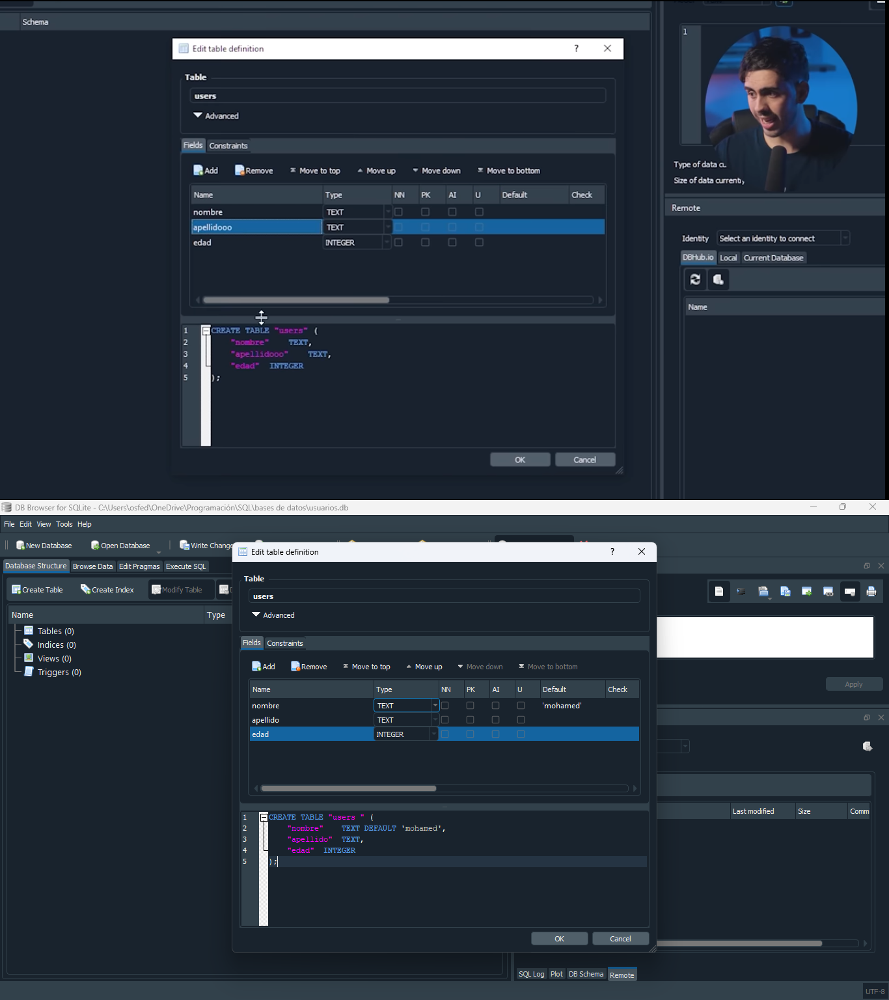 Schema
Edit table definition ?
Table
users
Advanced
Fields Constraints
Add Remove Move to top Move up Move down Move to bottom
Name Type NN PK AI U Default Check
nombre TEXT
apellidooo TEXT
edad INTEGER
1 CREATE TABLE "users" (
2 "nombre" TEXT,
3 "apellidooo" TEXT,
4 "edad" INTEGER
5 );
OK Cancel
1
Type of data cu
Size of data currently
Remote
Identity Select an identity to connect
DBHub.io Local Current Database
Name
DB Browser for SQLite - C:\Users\osfed\OneDrive\Programación\SQL\bases de datos\usuarios.db
File Edit View Tools Help
New Database Open Database Write Change
Database Structure Browse Data Edit Pragmas Execute SQL
Create Table Create Index Modify Table D
Name Type
Tables (0)
Indices (0)
Views (0)
Triggers (0)
Edit table definition ?
Table
users
Advanced
Fields Constraints
Add Remove Move to top Move up Move down Move to bottom
Name Type NN PK AI U Default Check
nombre TEXT 'mohamed'
apellido TEXT
edad INTEGER
1 CREATE TABLE "users " (
2 "nombre" TEXT DEFAULT 'mohamed',
3 "apellido" TEXT,
4 "edad" INTEGER
5 );
OK Cancel
Apply
Last modified Size Comm
SQL Log Plot DB Schema Remote
UTF-8